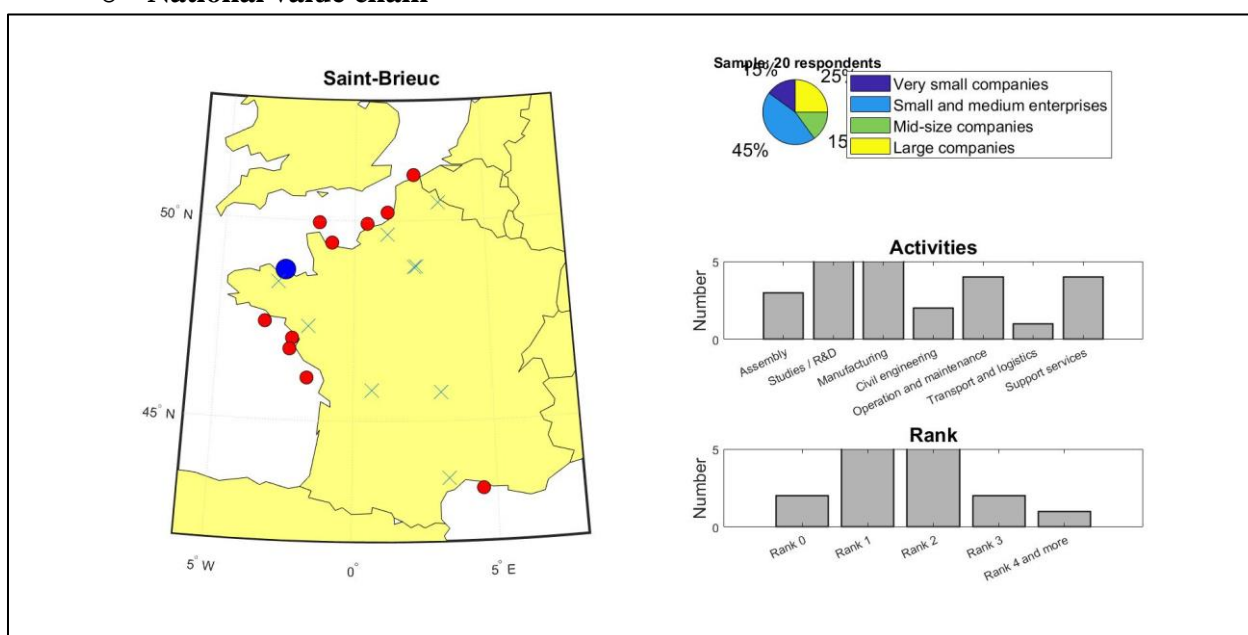 National value chain
Saint-Brieuc
50° N
45° N
5° W
0°
5° E
Sample: 20 respondents
15%
25%
45%
15%
Very small companies
Small and medium enterprises
Mid-size companies
Large companies
Activities
Number
5
0
Assembly
Studies / R&D
Manufacturing
Civil engineering
Operation and maintenance
Transport and logistics
Support services
Rank
Number
5
0
Rank 0
Rank 1
Rank 2
Rank 3
Rank 4 and more